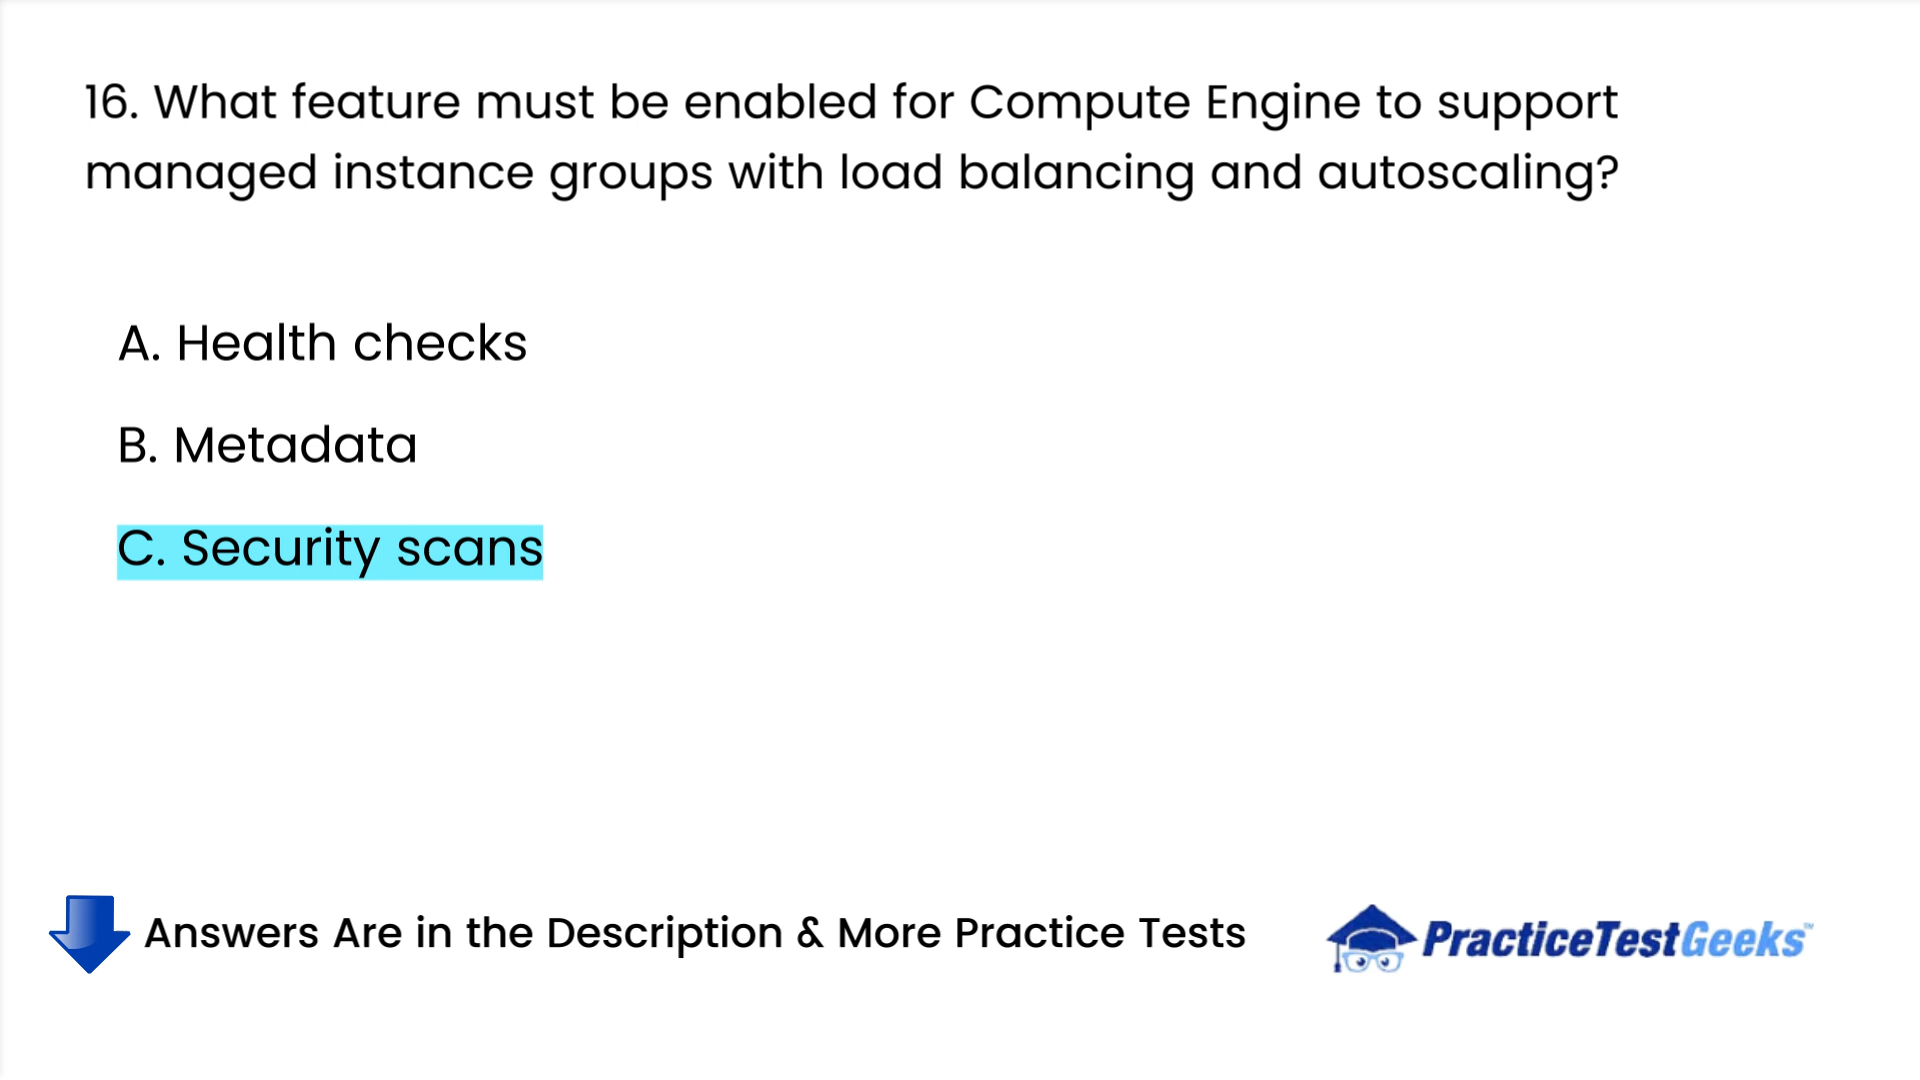 16. What feature must be enabled for Compute Engine to support
managed instance groups with load balancing and autoscaling?
A. Health checks
B. Metadata
C. Security scans
Answers Are in the Description & More Practice Tests
PracticeTestGeeks™